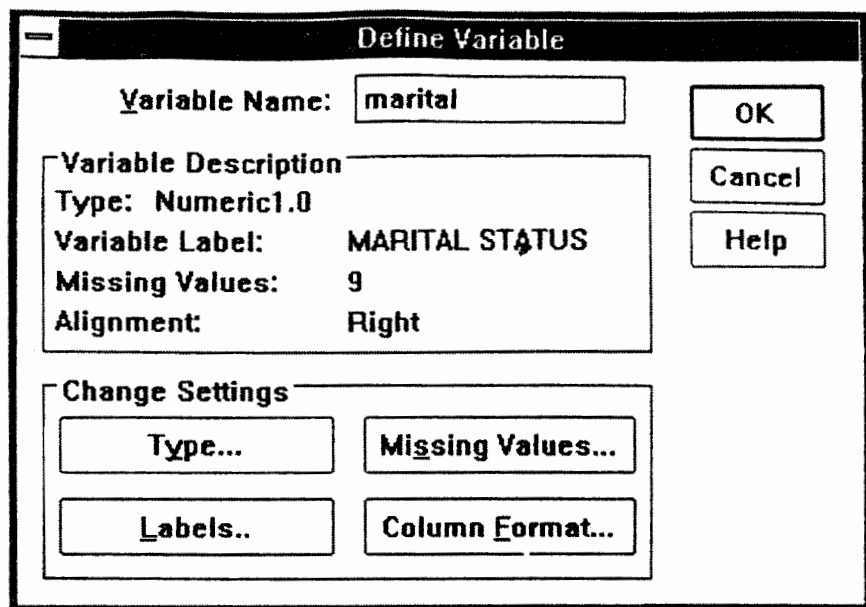 Define Variable
Variable Name: marital
OK
Cancel
Help
Variable Description
Type: Numeric1.0
Variable Label: MARITAL STATUS
Missing Values: 9
Alignment: Right
Change Settings
Type...
Missing Values...
Labels..
Column Format...